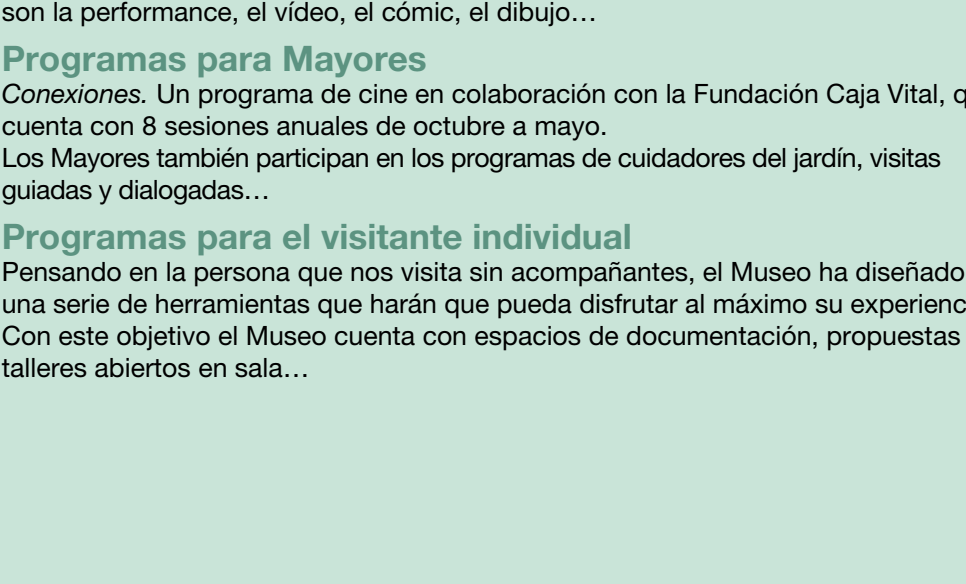 son la performance, el vídeo, el cómic, el dibujo…
Programas para Mayores
Conexiones. Un programa de cine en colaboración con la Fundación Caja Vital, q
cuenta con 8 sesiones anuales de octubre a mayo.
Los Mayores también participan en los programas de cuidadores del jardín, visitas
guiadas y dialogadas…
Programas para el visitante individual
Pensando en la persona que nos visita sin acompañantes, el Museo ha diseñado
una serie de herramientas que harán que pueda disfrutar al máximo su experienc
Con este objetivo el Museo cuenta con espacios de documentación, propuestas
talleres abiertos en sala…